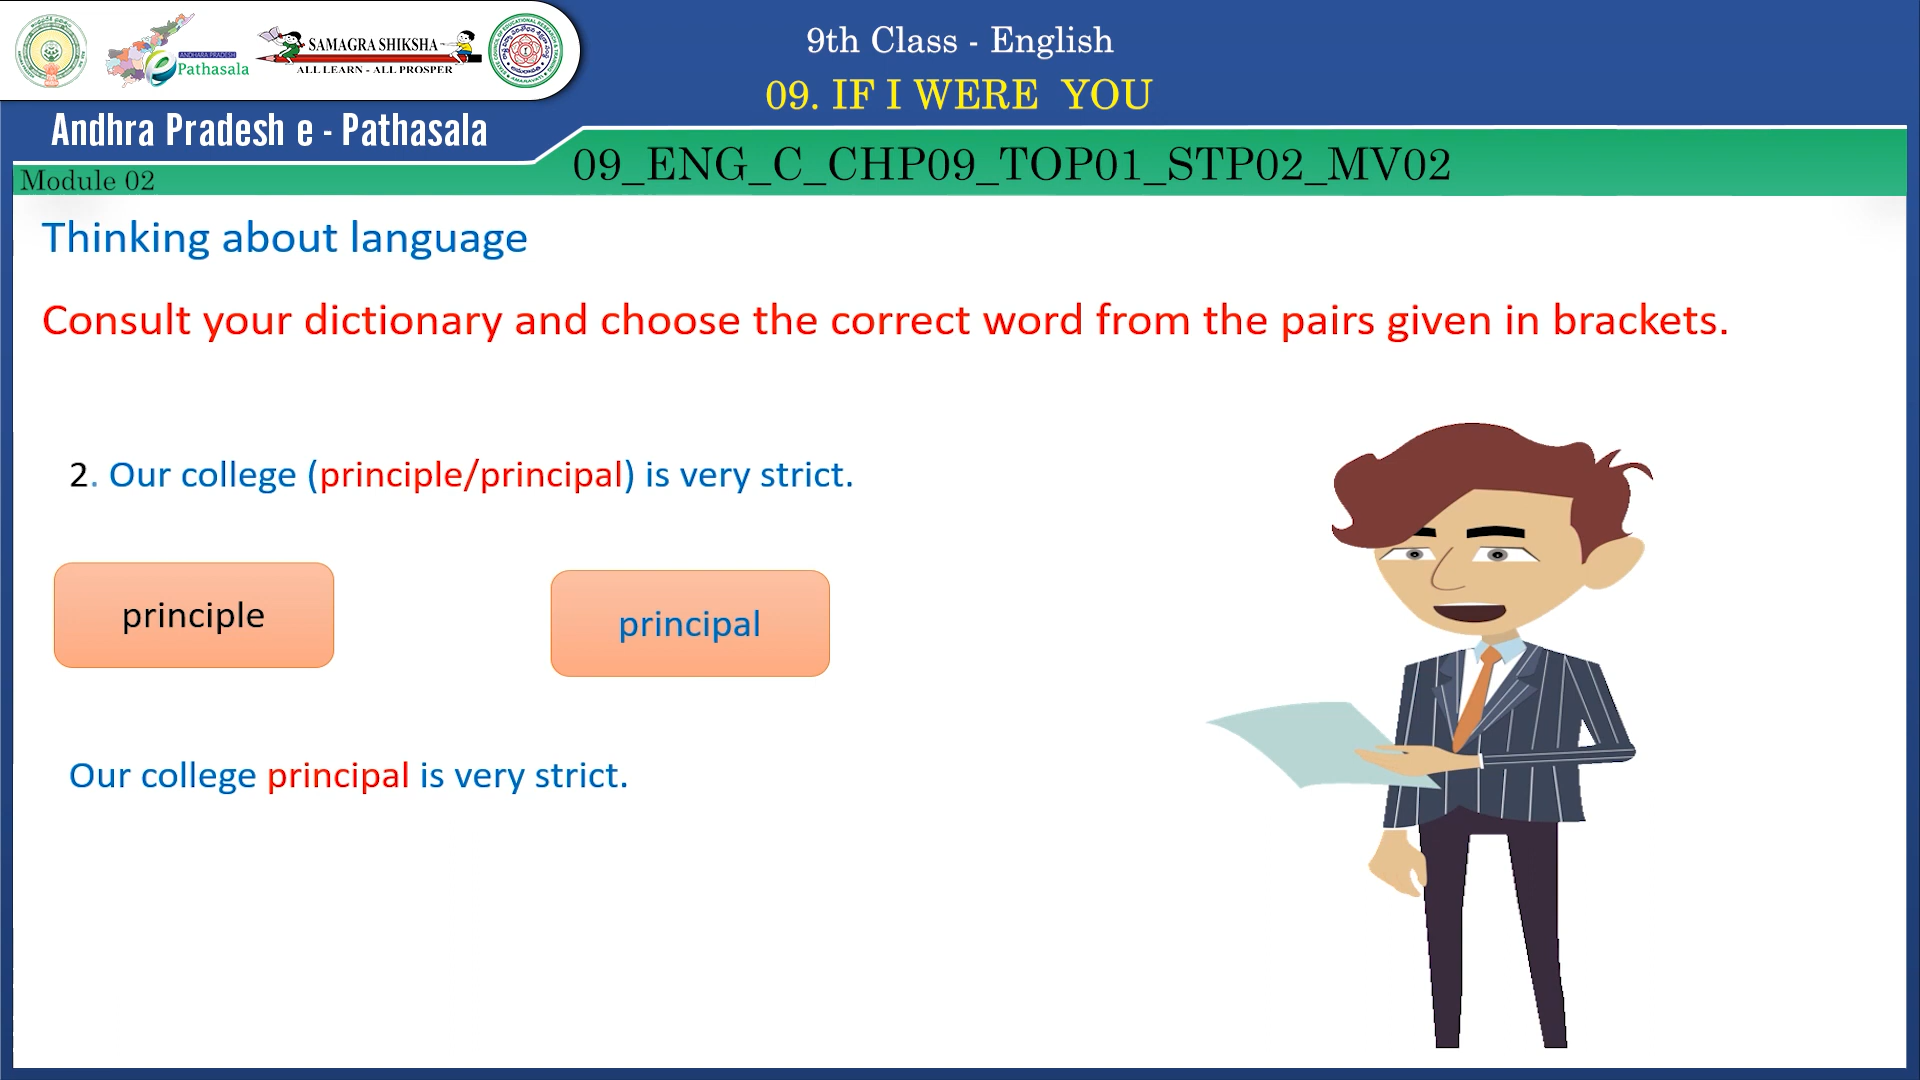 ANDHARA PRADESH
Pathasala
SAMAGRA SHIKSHA
ALL LEARN - ALL PROSPER
9th Class - English
09. IF I WERE YOU
Andhra Pradesh e - Pathasala
09_ENG_C_CHP09_TOP01_STP02_MV02
Module 02
Thinking about language
Consult your dictionary and choose the correct word from the pairs given in brackets.
2. Our college (principle/principal) is very strict.
principle
principal
Our college principal is very strict.